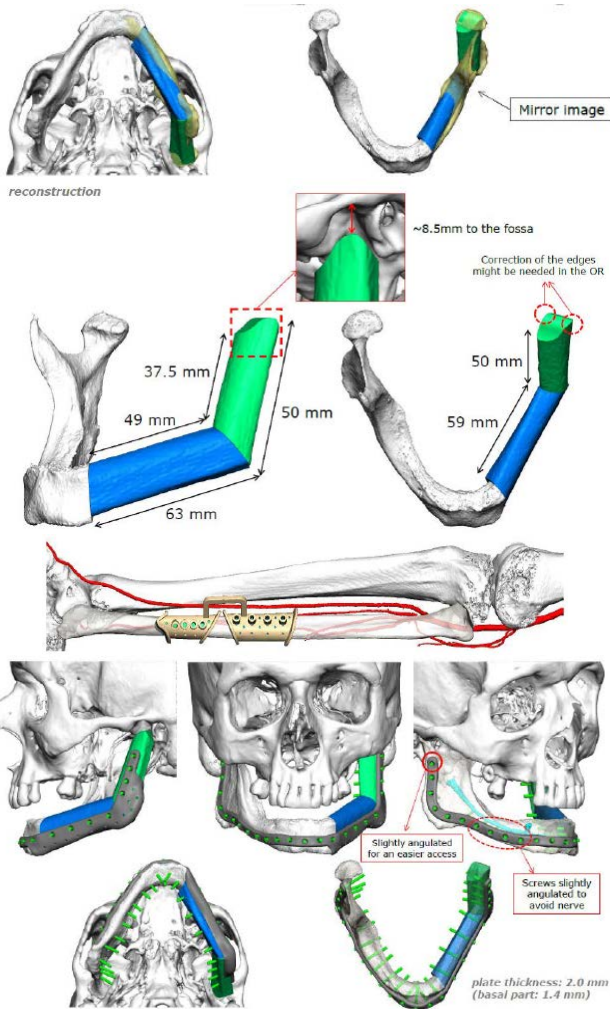 Mirror image
reconstruction
~8.5mm to the fossa
Correction of the edges
might be needed in the OR
37.5 mm
49 mm
50 mm
63 mm
50 mm
59 mm
Slightly angulated
for an easier access
Screws slightly
angulated to
avoid nerve
plate thickness: 2.0 mm
(basal part: 1.4 mm)